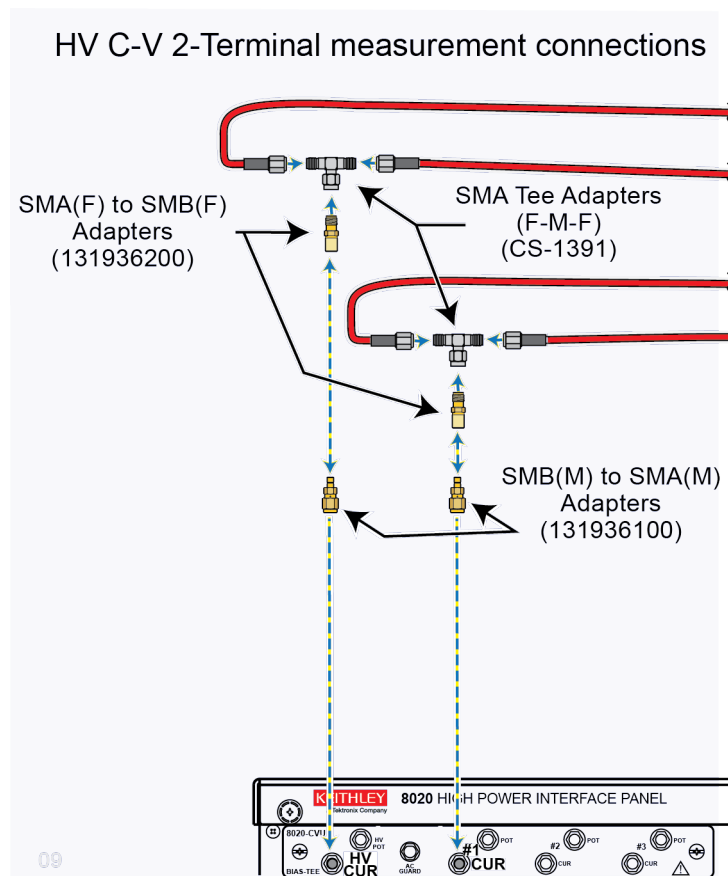 HV C-V 2-Terminal measurement connections
SMA(F) to SMB(F)
Adapters
(131936200)
SMA Tee Adapters
(F-M-F)
(CS-1391)
SMB(M) to SMA(M)
Adapters
(131936100)
KEITHLEY
A Tektronix Company
8020 HIGH POWER INTERFACE PANEL
8020-CVU
HV
POT
#1
POT
#2
POT
#3
POT
BIAS-TEE
HV
CUR
AC
GUARD
CUR
CUR
CUR
09